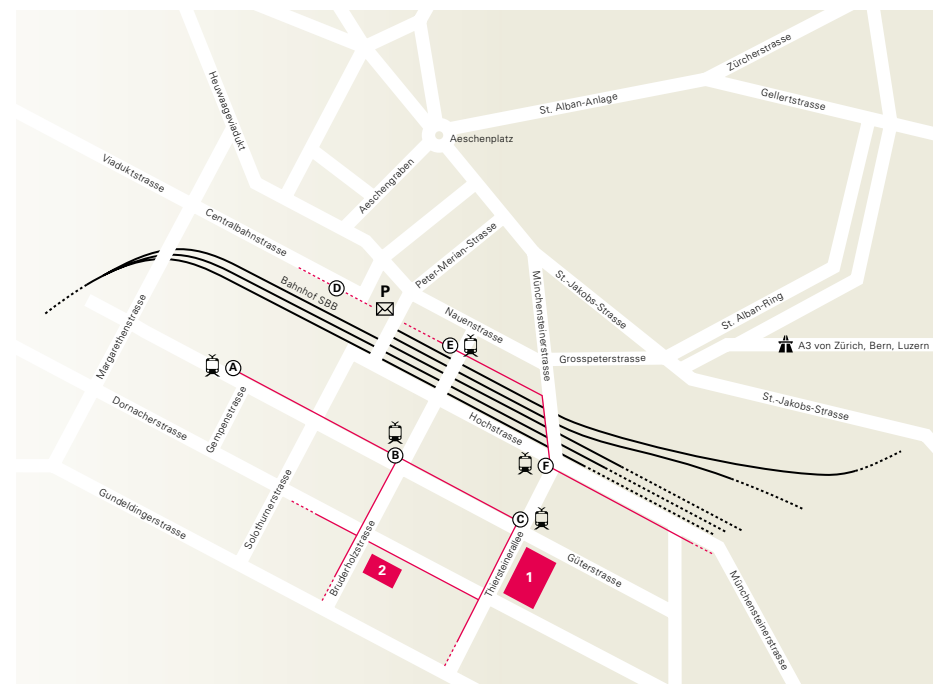 Zürcherstrasse
Heuwaageviadukt
St. Alban-Anlage
Gellertstrasse
Aeschenplatz
Viaduktstrasse
Aeschengraben
Centralbahnstrasse
Peter-Merian-Strasse
D
Bahnhof SBB
P
Münchensteinerstrasse
St.-Jakobs-Strasse
St. Alban-Ring
Nauenstrasse
Margarethenstrasse
E
A3 von Zürich, Bern, Luzern
Grosspeterstrasse
A
Dornacherstrasse
Gempenstrasse
St.-Jakobs-Strasse
Hochstrasse
B
F
Gundeldingerstrasse
Solothurnerstrasse
C
Bruderholzstrasse
Thiersteinerallee
2
1
Güterstrasse
Münchensteinerstrasse